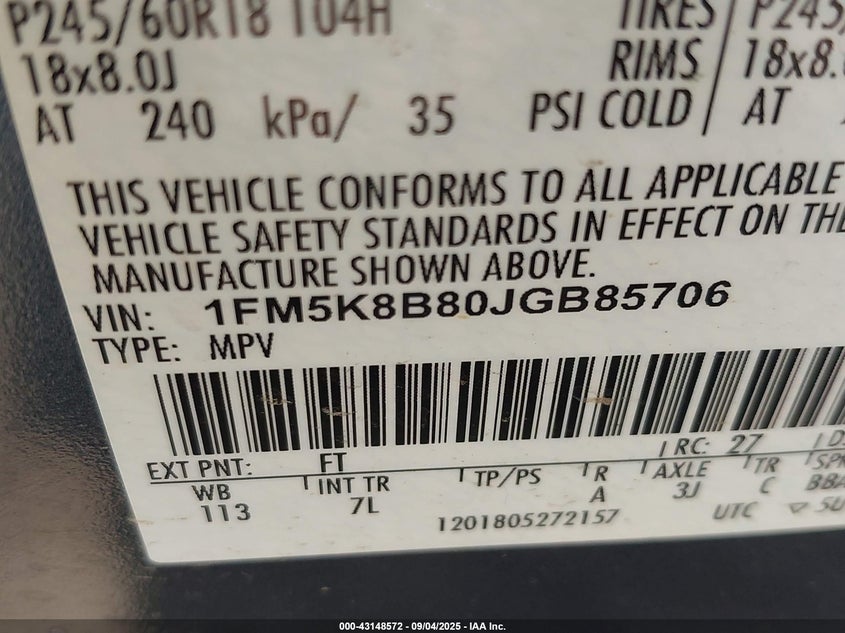 P245/60R18 104H TIRES P245/
18x8.0J RIMS 18x8.
AT 240 kPa/ 35 PSI COLD AT
THIS VEHICLE CONFORMS TO ALL APPLICABLE
VEHICLE SAFETY STANDARDS IN EFFECT ON THE
MANUFACTURE SHOWN ABOVE.
VIN: 1FM5K8B80JGB85706
TYPE: MPV
EXT PNT: FT RC: 27
WB INT TR TP/PS R AXLE TR SPR
113 7L A 3J C BBA
1201805272157 UTC ▽ 5U
000-43148572 - 09/04/2025 - IAA Inc.